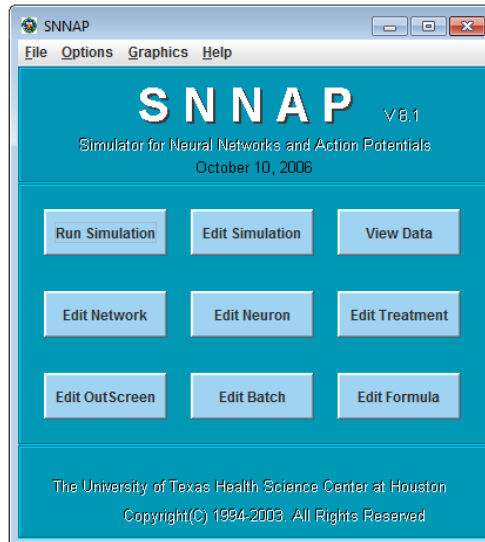 SNNAP
File Options Graphics Help
SNNAP V 8.1
Simulator for Neural Networks and Action Potentials
October 10, 2006
Run Simulation Edit Simulation View Data
Edit Network Edit Neuron Edit Treatment
Edit OutScreen Edit Batch Edit Formula
The University of Texas Health Science Center at Houston
Copyright(C) 1994-2003. All Rights Reserved